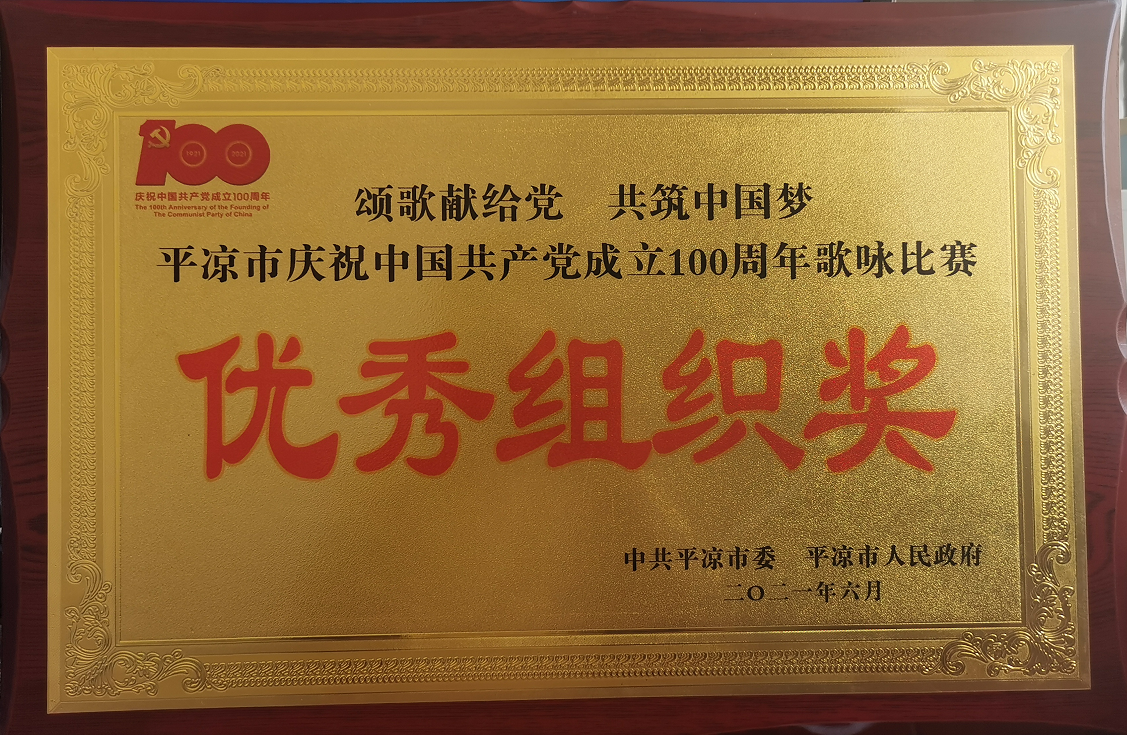 1921 2021
庆祝中国共产党成立100周年
The 100th Anniversary of the Founding of
The Communist Party of China
颂歌献给党　共筑中国梦
平凉市庆祝中国共产党成立100周年歌咏比赛
优秀组织奖
中共平凉市委　平凉市人民政府
二〇二一年六月